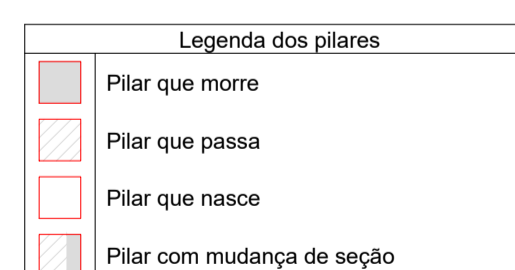 Legenda dos pilares
Pilar que morre
Pilar que passa
Pilar que nasce
Pilar com mudança de seção